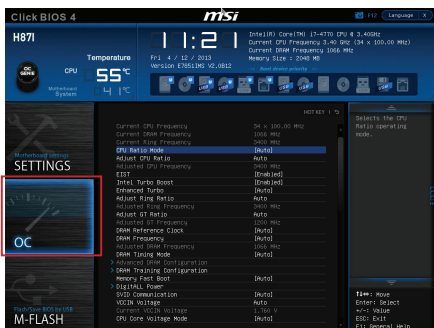 Click BIOS 4
msi
F12
Language
X
H87I
11:21
Temperature
Fri 4 / 12 / 2013
Version E7851IMS V2.0B12
Intel(R) Core(TM) i7-4770 CPU @ 3.40GHz
Current CPU Frequency 3.40 GHz (34 x 100.00 MHz)
Current DRAM Frequency 1066 MHz
Memory Size : 2048 MB
Boot device priority
OC GENIE
CPU
55°C
Motherboard System
41°C
HOT KEY
Selects the CPU Ratio operating mode.
Motherboard settings
SETTINGS
OC
Flash/Save BIOS by USB
M-FLASH
Current CPU Frequency 34 x 100.00 MHz
Current DRAM Frequency 1066 MHz
Current Ring Frequency 3400 MHz
CPU Ratio Mode [Auto]
Adjust CPU Ratio Auto
Adjusted CPU Frequency 3400 MHz
EIST [Enabled]
Intel Turbo Boost [Enabled]
Enhanced Turbo [Auto]
Adjust Ring Ratio Auto
Adjusted Ring Frequency 3400 MHz
Adjust GT Ratio Auto
Adjusted GT Frequency 1200 MHz
DRAM Reference Clock [Auto]
DRAM Frequency [Auto]
Adjusted DRAM Frequency 1066 MHz
DRAM Timing Mode [Auto]
> Advanced DRAM Configuration
> DRAM Training Configuration
Memory Fast Boot [Auto]
> DigitALL Power
SVID Communication [Auto]
VCCIN Voltage Auto
Current VCCIN Voltage 1.760 V
CPU Core Voltage Mode [Auto]
↑↓←→: Move
Enter: Select
+/-: Value
ESC: Exit
F1: General Help